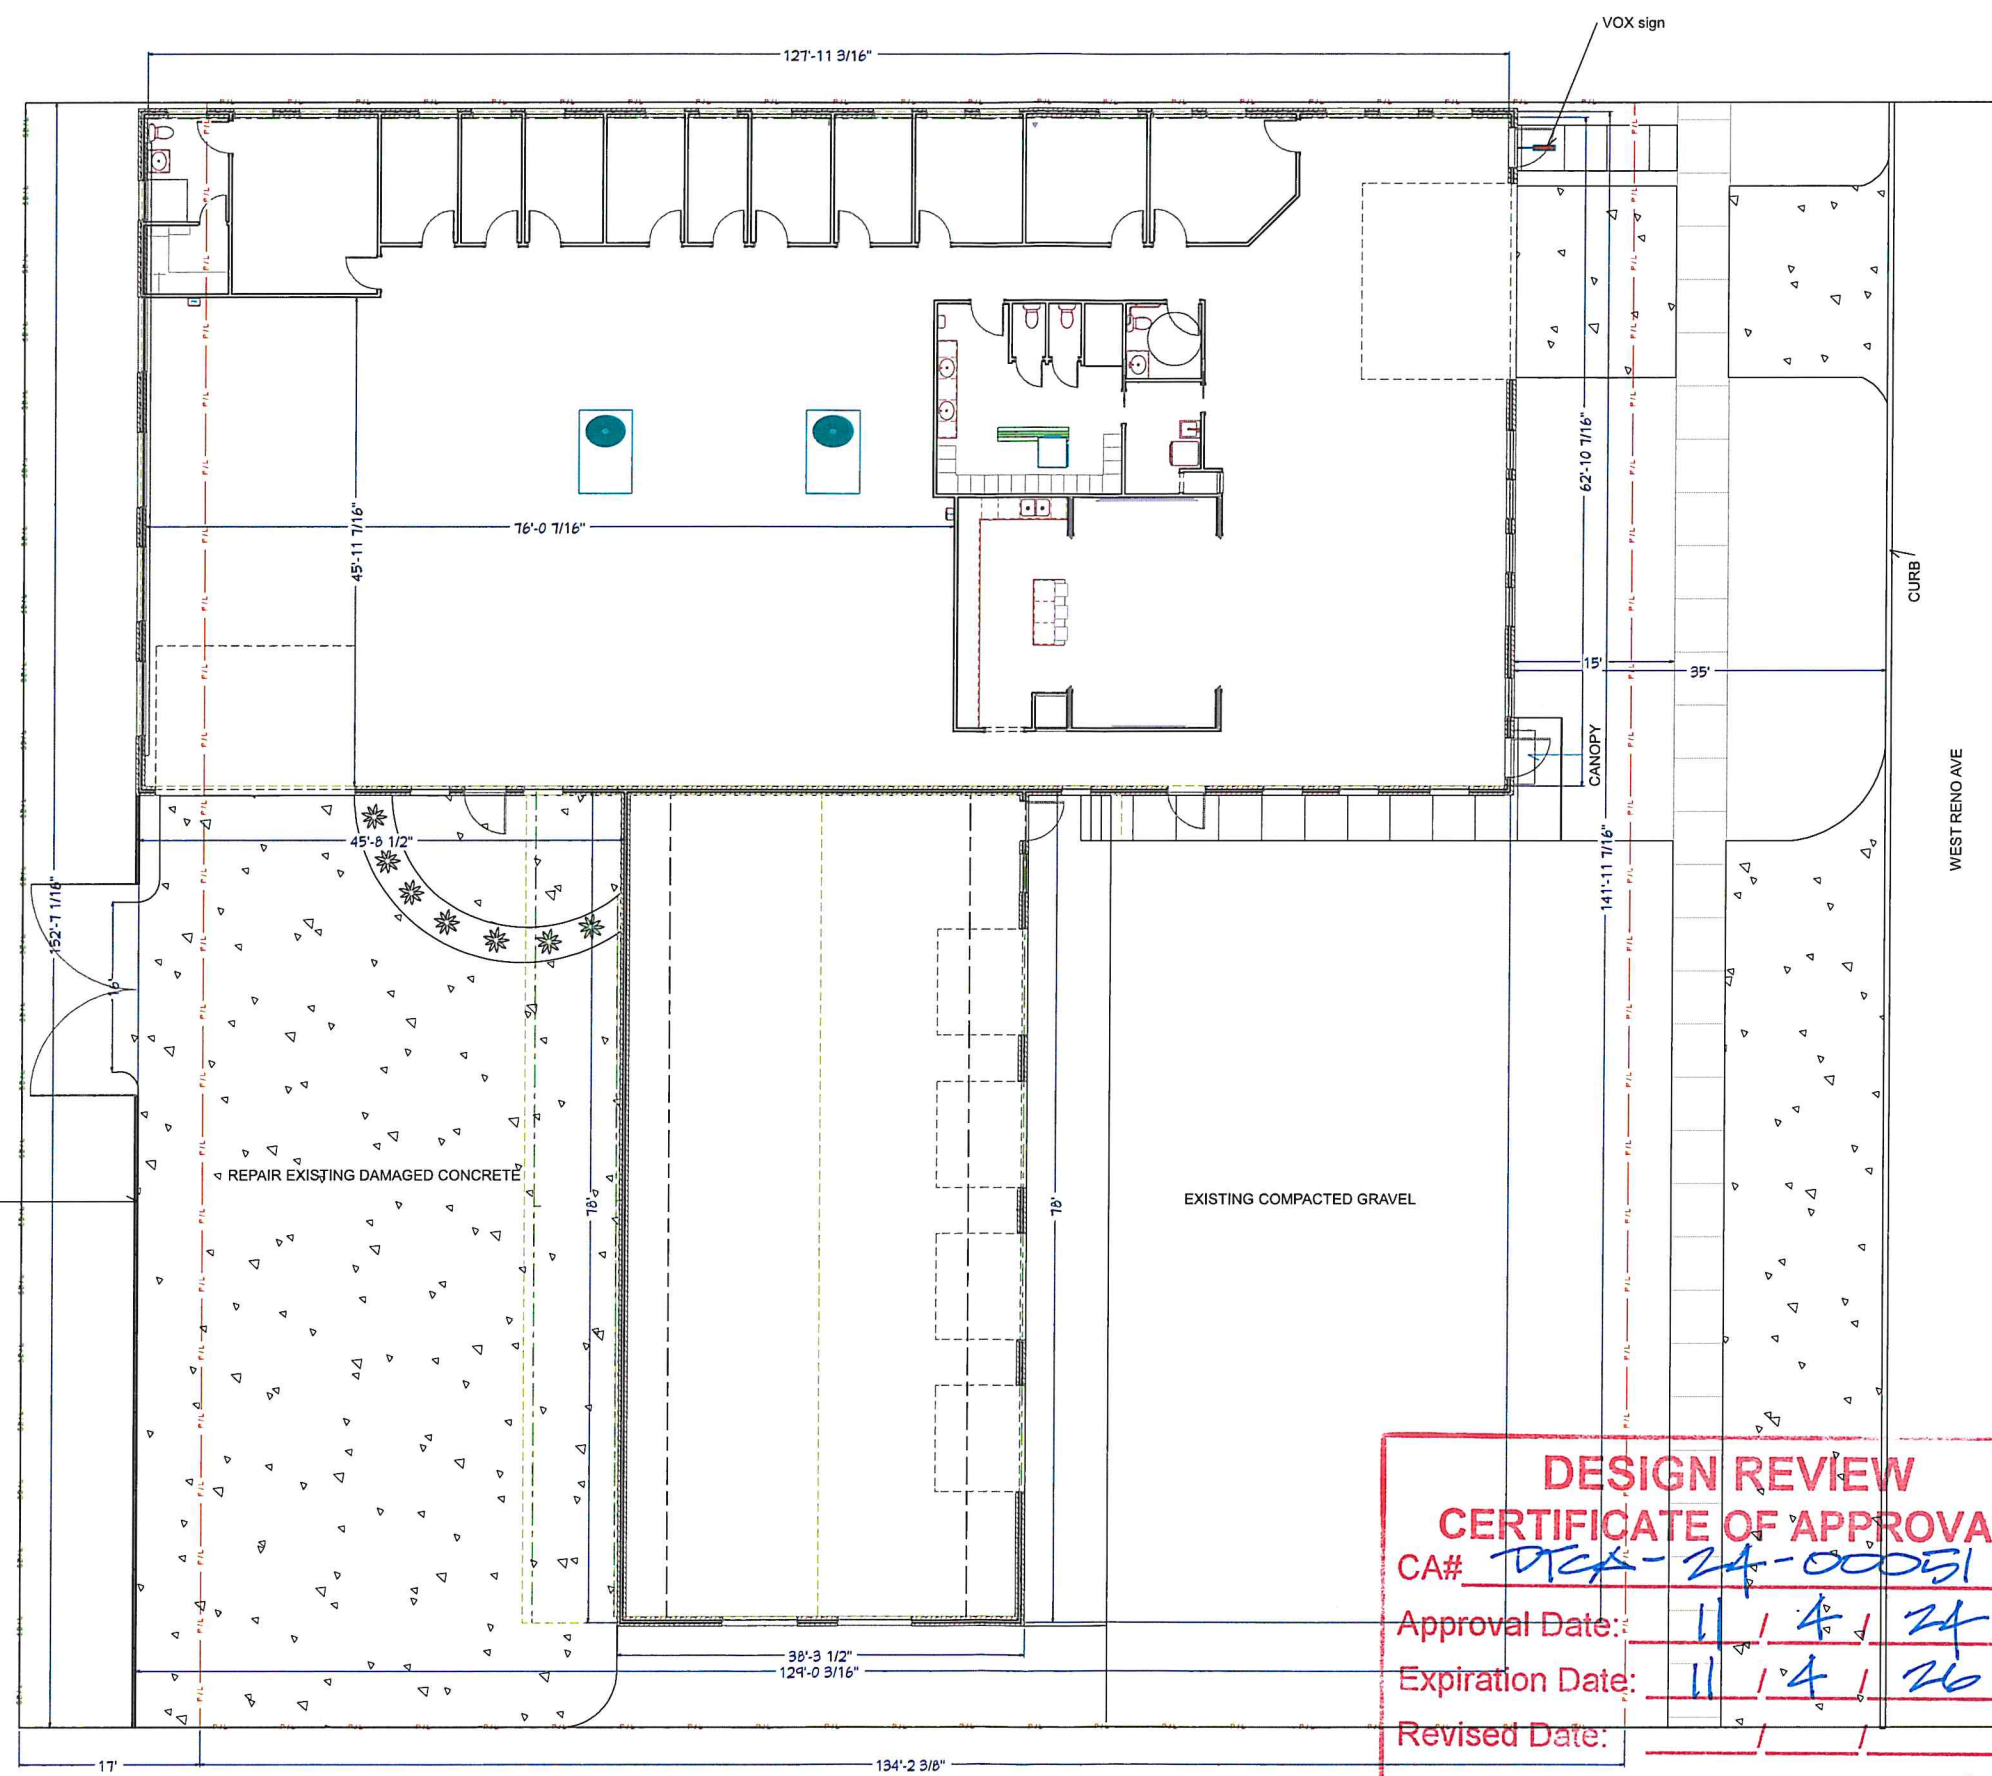 VOX sign
127'-11 3/16"
62'-10 7/16"
45'-11 7/16"
76'-0 7/16"
CURB
15'
35'
CANOPY
WEST RENO AVE
45'-8 1/2"
141'-11 7/16"
152'-7 1/16"
16'
REPAIR EXISTING DAMAGED CONCRETE
78'
78'
EXISTING COMPACTED GRAVEL
38'-3 1/2"
129'-0 3/16"
17'
134'-2 3/8"
DESIGN REVIEW
CERTIFICATE OF APPROVA
CA# DTCA-24-00051
Approval Date: 11 / 4 / 24
Expiration Date: 11 / 4 / 26
Revised Date: / /